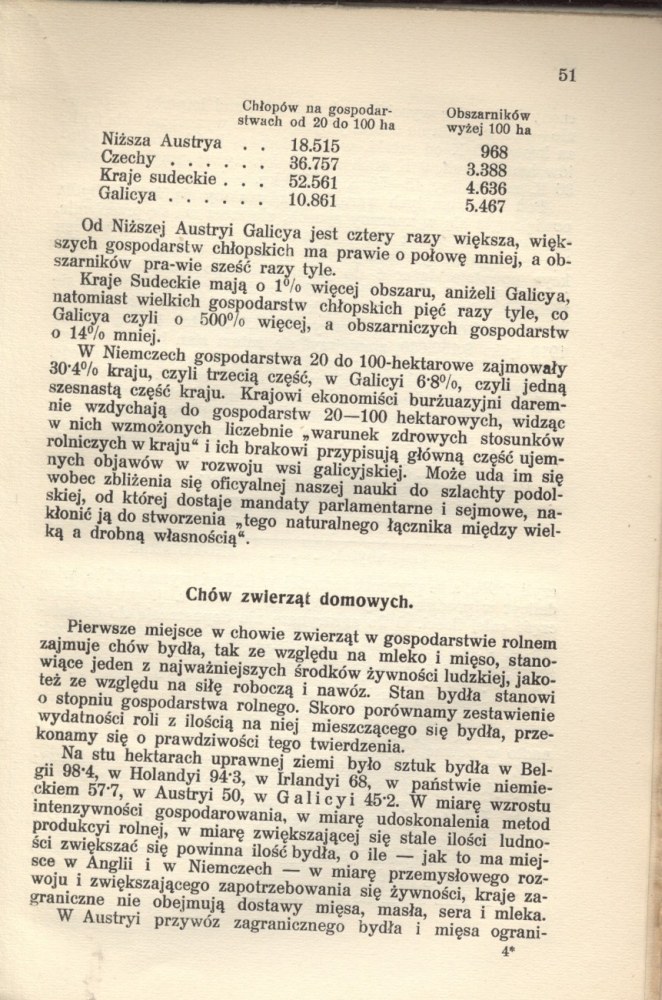 51
Chłopów na gospodar-
stwach od 20 do 100 ha
Obszarników
wyżej 100 ha
Niższa Austrya . . 18.515 968
Czechy . . . . . . 36.757 3.388
Kraje sudeckie . . . 52.561 4.636
Galicya . . . . . . 10.861 5.467
Od Niższej Austryi Galicya jest cztery razy większa, więk-
szych gospodarstw chłopskich ma prawie o połowę mniej, a ob-
szarników pra-wie sześć razy tyle.
Kraje Sudeckie mają o 1% więcej obszaru, aniżeli Galicya,
natomiast wielkich gospodarstw chłopskich pięć razy tyle, co
Galicya czyli o 500% więcej, a obszarniczych gospodarstw
o 14% mniej.
W Niemczech gospodarstwa 20 do 100-hektarowe zajmowały
30·4% kraju, czyli trzecią część, w Galicyi 6·8%, czyli jedną
szesnastą część kraju. Krajowi ekonomiści burżuazyjni darem-
nie wzdychają do gospodarstw 20—100 hektarowych, widząc
w nich wzmożonych liczebnie „warunek zdrowych stosunków
rolniczych w kraju“ i ich brakowi przypisują główną część ujem-
nych objawów w rozwoju wsi galicyjskiej. Może uda im się
wobec zbliżenia się oficyalnej naszej nauki do szlachty podol-
skiej, od której dostaje mandaty parlamentarne i sejmowe, na-
kłonić ją do stworzenia „tego naturalnego łącznika między wiel-
ką a drobną własnością“.
Chów zwierząt domowych.
Pierwsze miejsce w chowie zwierząt w gospodarstwie rolnem
zajmuje chów bydła, tak ze względu na mleko i mięso, stano-
wiące jeden z najważniejszych środków żywności ludzkiej, jako-
też ze względu na siłę roboczą i nawóz. Stan bydła stanowi
o stopniu gospodarstwa rolnego. Skoro porównamy zestawienie
wydatności roli z ilością na niej mieszczącego się bydła, prze-
konamy się o prawdziwości tego twierdzenia.
Na stu hektarach uprawnej ziemi było sztuk bydła w Bel-
gii 98·4, w Holandyi 94·3, w Irlandyi 68, w państwie niemie-
ckiem 57·7, w Austryi 50, w Galicyi 45·2. W miarę wzrostu
intenzywności gospodarowania, w miarę udoskonalenia metod
produkcyi rolnej, w miarę zwiększającej się stale ilości ludno-
ści zwiększać się powinna ilość bydła, o ile — jak to ma miej-
sce w Anglii i w Niemczech — w miarę przemysłowego roz-
woju i zwiększającego zapotrzebowania się żywności, kraje za-
graniczne nie obejmują dostawy mięsa, masła, sera i mleka.
W Austryi przywóz zagranicznego bydła i mięsa ograni-
4*